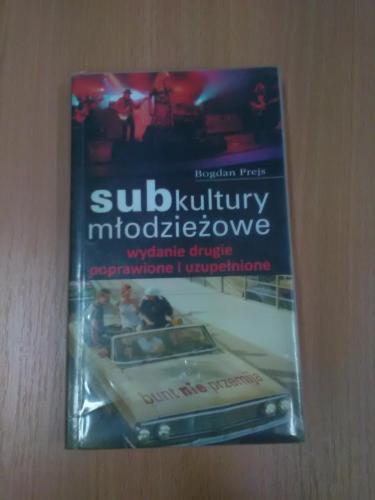 Bogdan Prejs
subkultury
młodzieżowe
wydanie drugie
poprawione i uzupełnione
bunt nie przemija